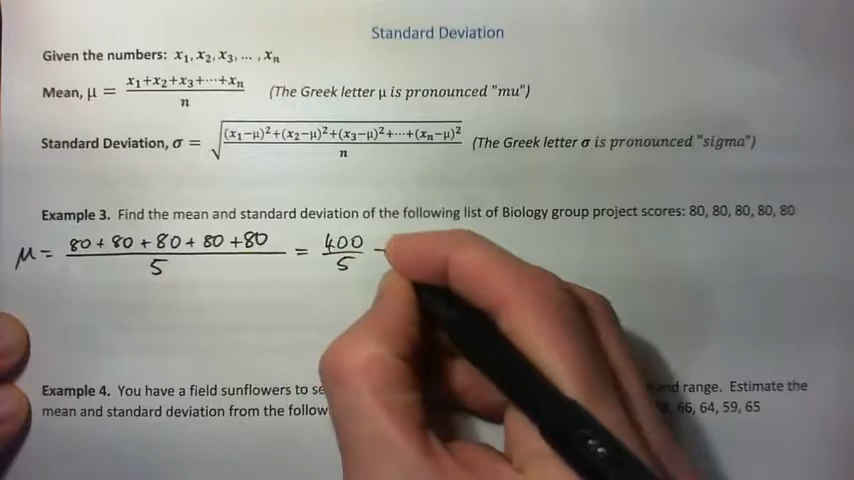 Standard Deviation
Given the numbers: x₁, x₂, x₃, … , xₙ
Mean, μ = (x₁+x₂+x₃+⋯+xₙ)/n (The Greek letter μ is pronounced "mu")
Standard Deviation, σ = √(((x₁−μ)²+(x₂−μ)²+(x₃−μ)²+⋯+(xₙ−μ)²)/n) (The Greek letter σ is pronounced "sigma")
Example 3. Find the mean and standard deviation of the following list of Biology group project scores: 80, 80, 80, 80, 80
μ = (80 + 80 + 80 + 80 + 80)/5 = 400/5
Example 4. You have a field sunflowers to and range. Estimate the
mean and standard deviation from the 66, 64, 59, 65